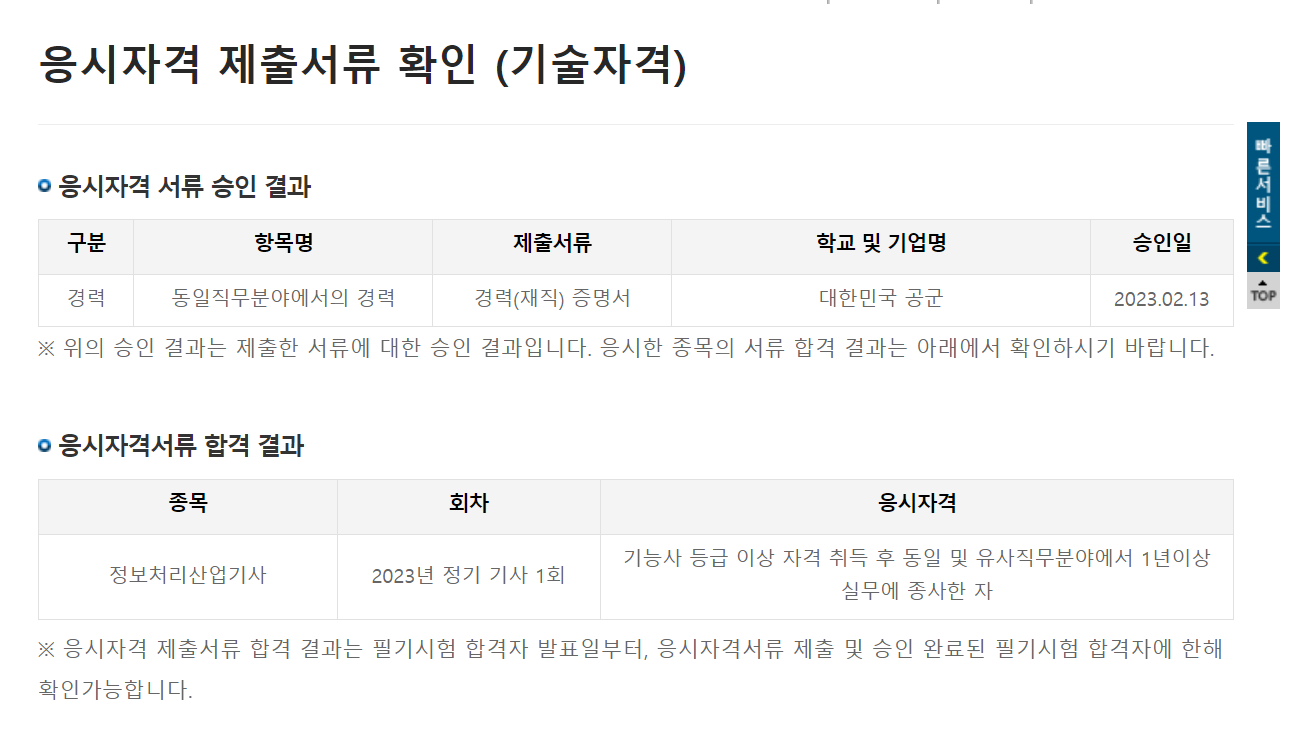 응시자격 제출서류 확인 (기술자격)
응시자격 서류 승인 결과
구분 항목명 제출서류 학교 및 기업명 승인일
경력 동일직무분야에서의 경력 경력(재직) 증명서 대한민국 공군 2023.02.13
※ 위의 승인 결과는 제출한 서류에 대한 승인 결과입니다. 응시한 종목의 서류 합격 결과는 아래에서 확인하시기 바랍니다.
응시자격서류 합격 결과
종목 회차 응시자격
정보처리산업기사 2023년 정기 기사 1회 기능사 등급 이상 자격 취득 후 동일 및 유사직무분야에서 1년이상
실무에 종사한 자
※ 응시자격 제출서류 합격 결과는 필기시험 합격자 발표일부터, 응시자격서류 제출 및 승인 완료된 필기시험 합격자에 한해
확인가능합니다.
빠른서비스
TOP